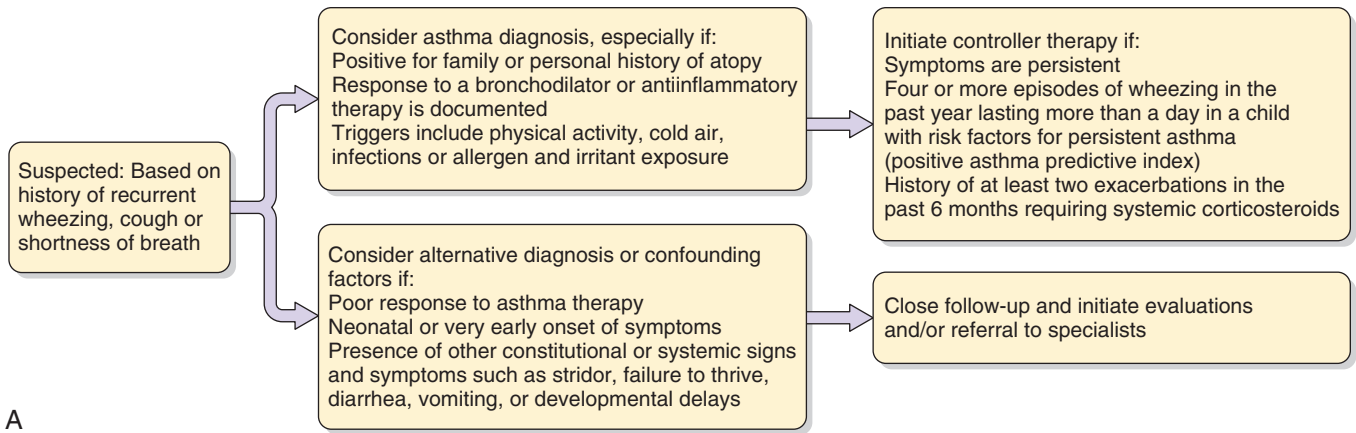 Suspected: Based on
history of recurrent
wheezing, cough or
shortness of breath
Consider asthma diagnosis, especially if:
Positive for family or personal history of atopy
Response to a bronchodilator or antiinflammatory
therapy is documented
Triggers include physical activity, cold air,
infections or allergen and irritant exposure
Initiate controller therapy if:
Symptoms are persistent
Four or more episodes of wheezing in the
past year lasting more than a day in a child
with risk factors for persistent asthma
(positive asthma predictive index)
History of at least two exacerbations in the
past 6 months requiring systemic corticosteroids
Consider alternative diagnosis or confounding
factors if:
Poor response to asthma therapy
Neonatal or very early onset of symptoms
Presence of other constitutional or systemic signs
and symptoms such as stridor, failure to thrive,
diarrhea, vomiting, or developmental delays
Close follow-up and initiate evaluations
and/or referral to specialists
A